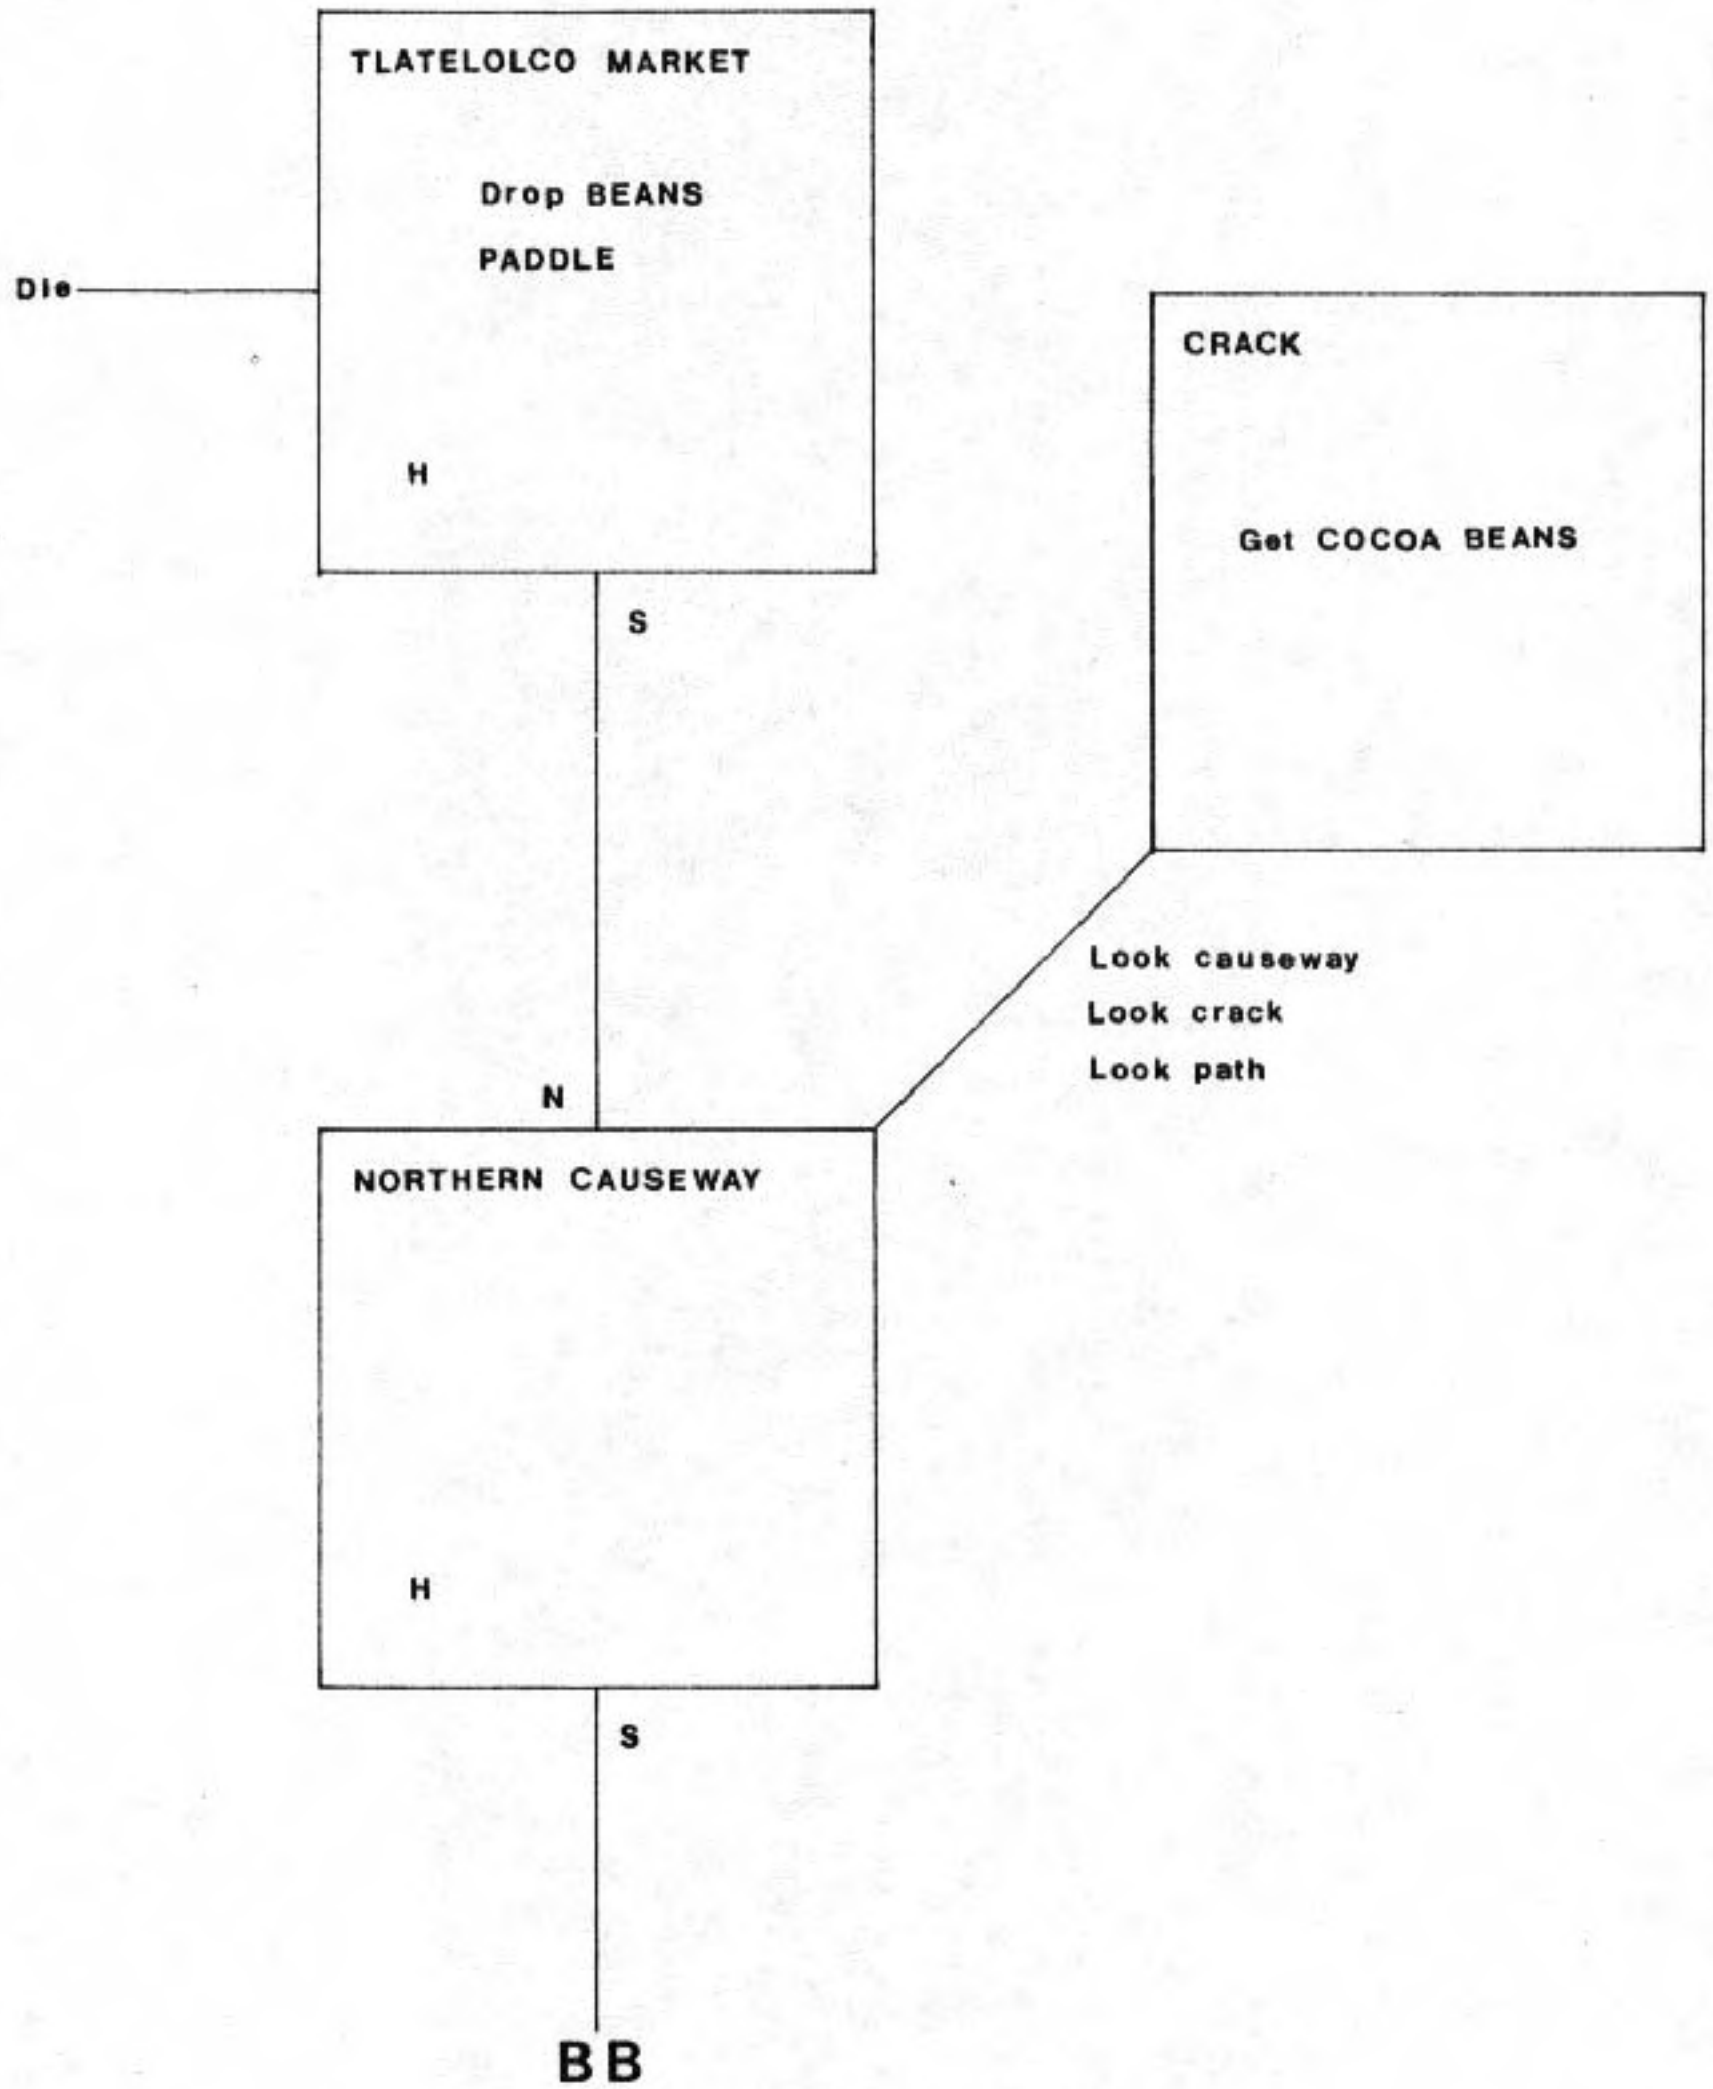 TLATELOLCO MARKET
Drop BEANS
PADDLE
Die
H
S
CRACK
Get COCOA BEANS
Look causeway
Look crack
Look path
N
NORTHERN CAUSEWAY
H
S
BB